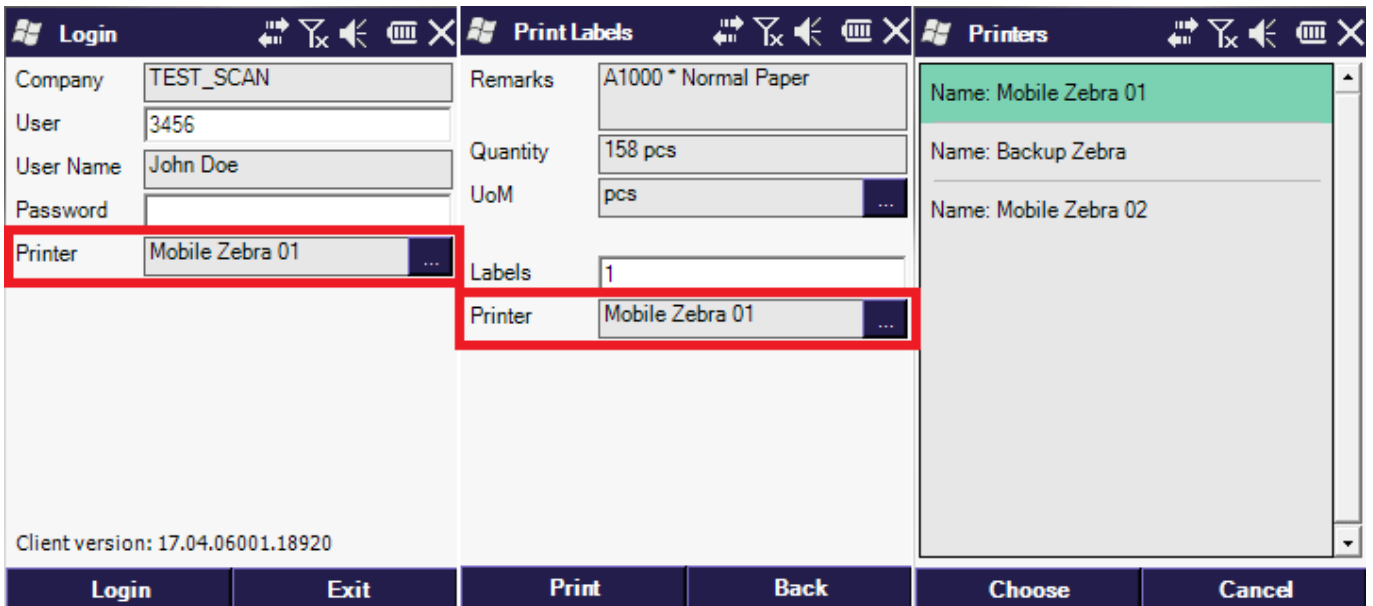 Login
Company TEST_SCAN
User 3456
User Name John Doe
Password
Printer Mobile Zebra 01 ...
Client version: 17.04.06001.18920
Login Exit
Print Labels
Remarks A1000 * Normal Paper
Quantity 158 pcs
UoM pcs ...
Labels 1
Printer Mobile Zebra 01 ...
Print Back
Printers
Name: Mobile Zebra 01
Name: Backup Zebra
Name: Mobile Zebra 02
Choose Cancel